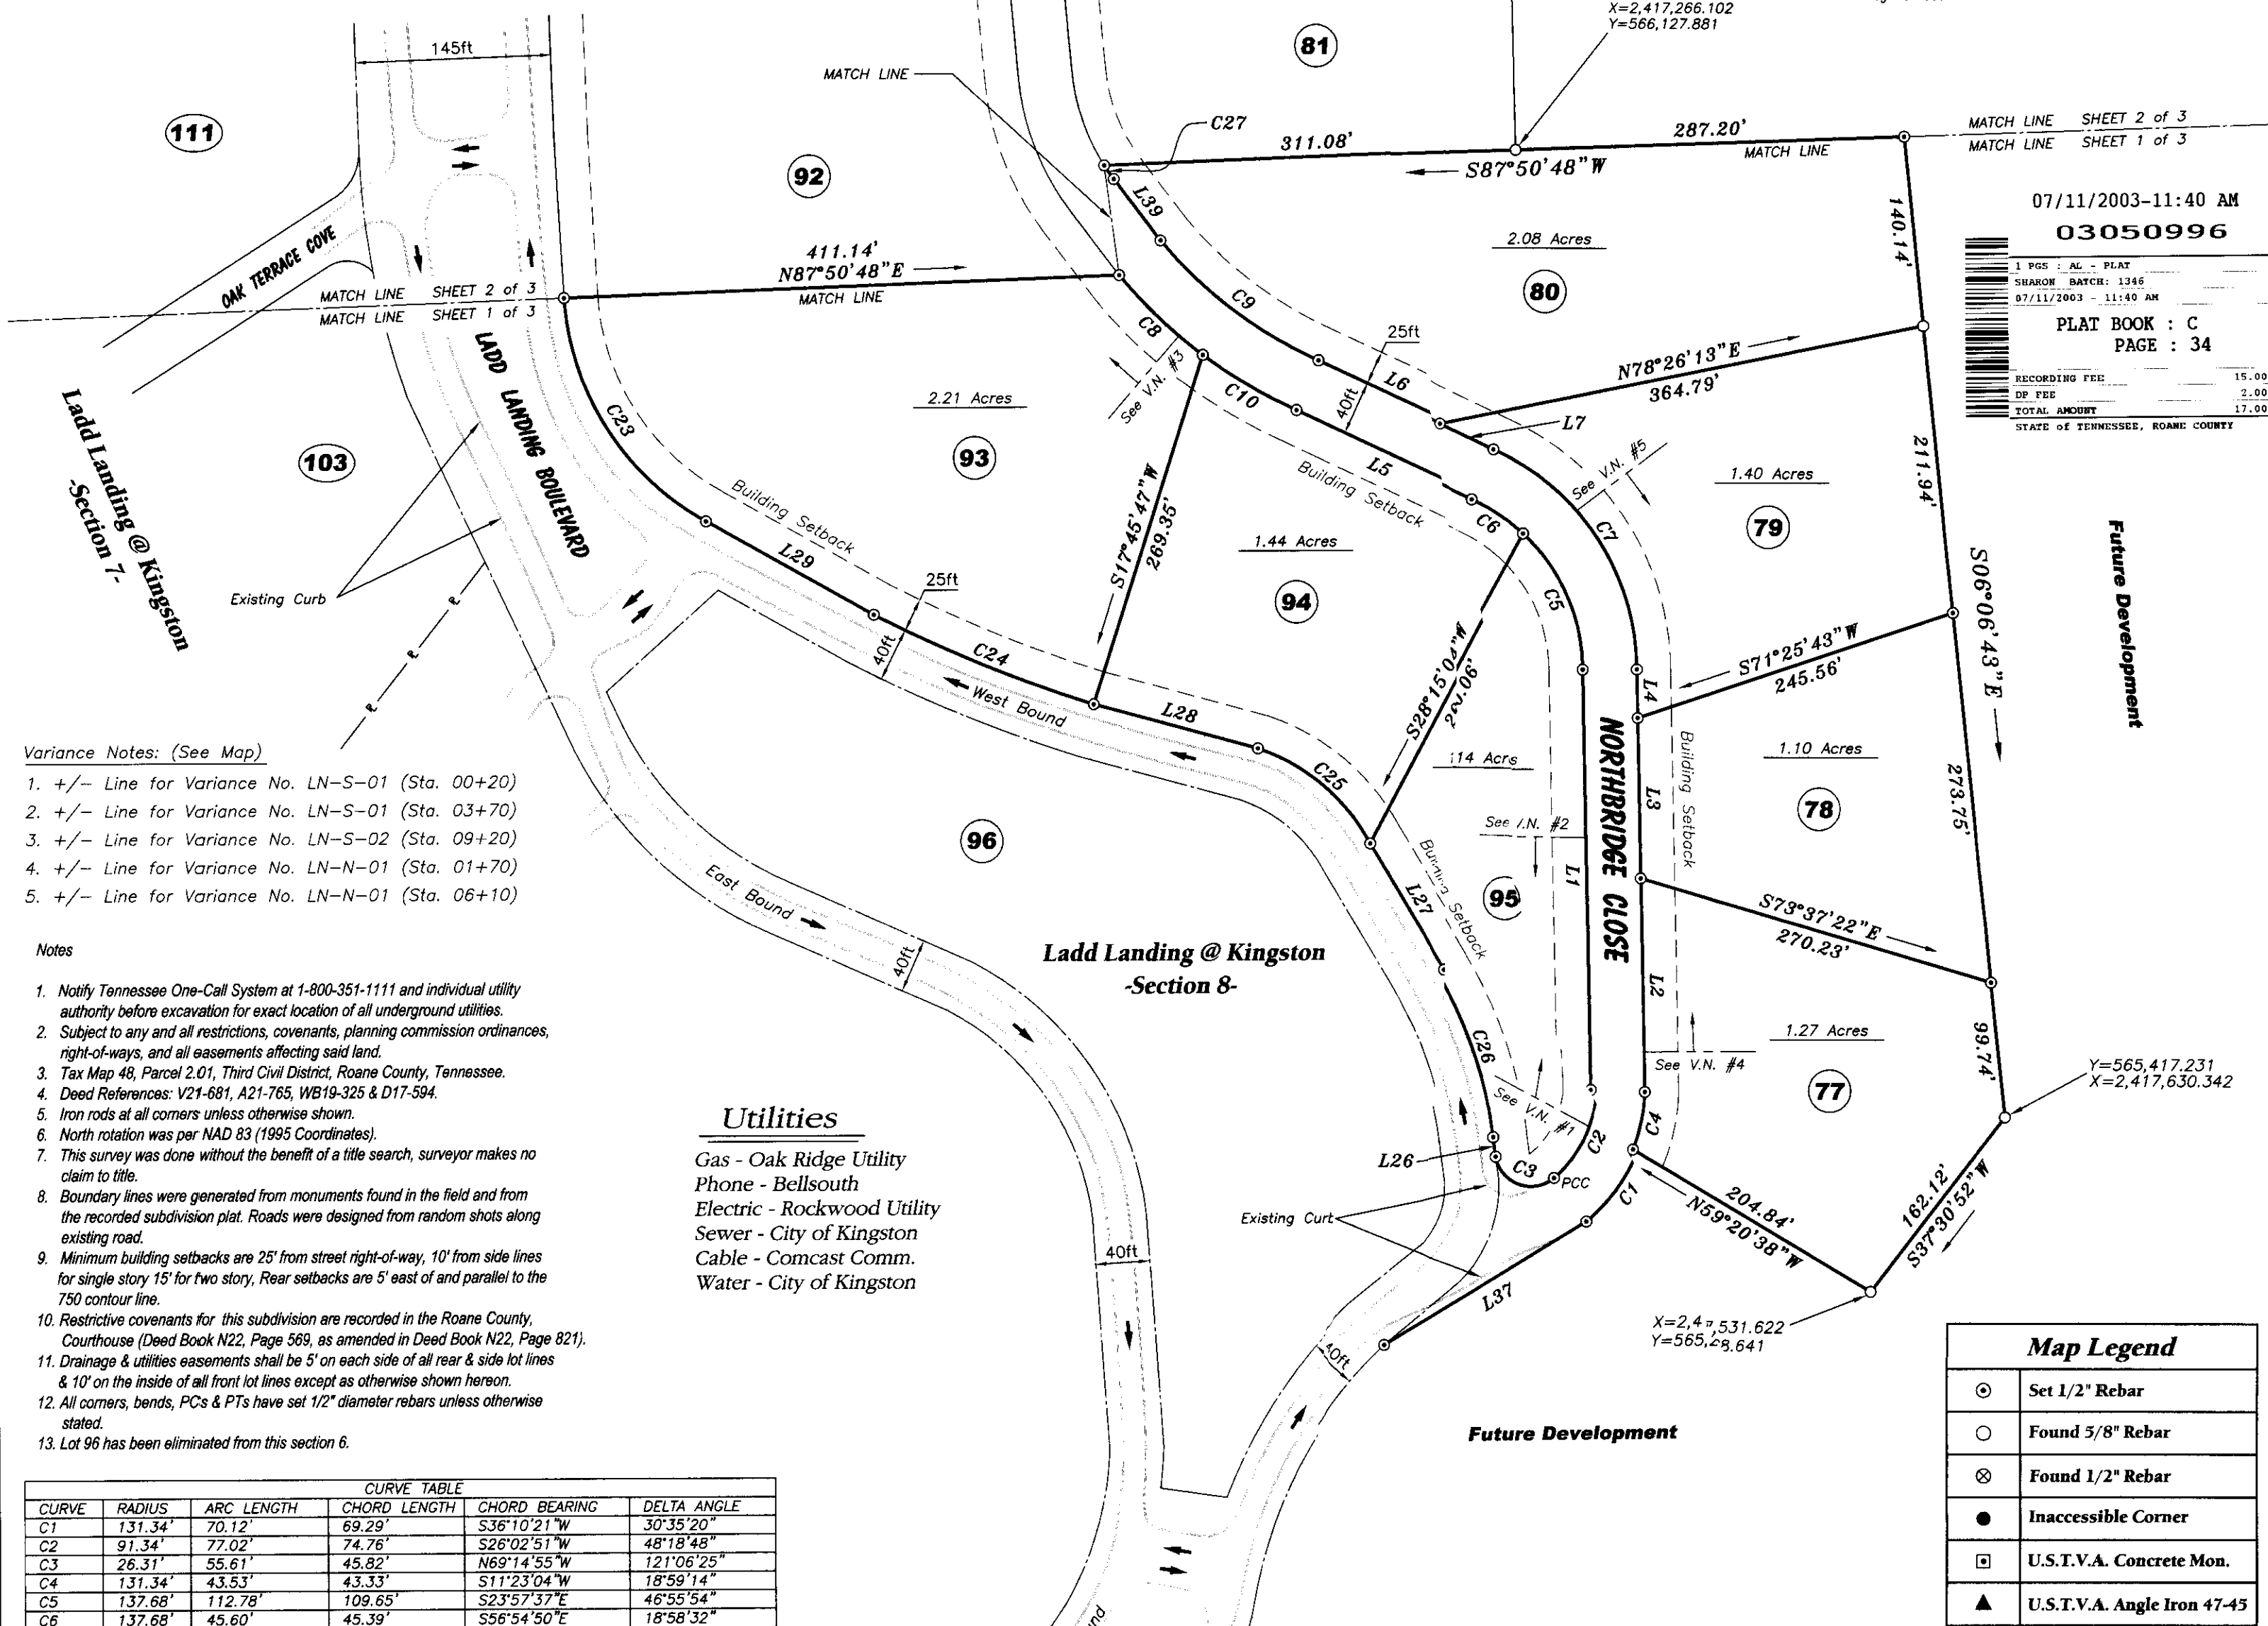 X=2,417,266.102
Y=566,127.881
145ft
81
MATCH LINE
111
C27
311.08'
287.20'
MATCH LINE SHEET 2 of 3
MATCH LINE SHEET 1 of 3
MATCH LINE
S87°50'48"W
92
L39
07/11/2003-11:40 AM
03050996
1 PGS : AL - PLAT
SHARON BATCH: 1346
07/11/2003 - 11:40 AM
PLAT BOOK : C
PAGE : 34
RECORDING FEE 15.00
DP FEE 2.00
TOTAL AMOUNT 17.00
STATE of TENNESSEE, ROANE COUNTY
140.14'
2.08 Acres
80
OAK TERRACE COVE
411.14'
N87°50'48"E
MATCH LINE
MATCH LINE SHEET 2 of 3
MATCH LINE SHEET 1 of 3
LADD LANDING BOULEVARD
C9
C8
See V.N. #3
25ft
L6
40ft
N78°26'13"E
364.79'
L7
C10
2.21 Acres
93
C23
Ladd Landing @ Kingston
-Section 7-
103
L5
Building Setback
See V.N. #5
1.40 Acres
79
211.94'
C7
C6
Building Setback
L29
25ft
40ft
S17°45'47"W
269.35'
1.44 Acres
94
C5
S06°06'43"E
Future Development
Existing Curb
C24
West Bound
L28
S28°15'04"W
S71°25'43"W
245.56'
L4
NORTHBRIDGE CLOSE
Building Setback
1.10 Acres
78
L3
273.75'
C25
See V.N. #2
L1
95
Building Setback
L27
Variance Notes: (See Map)
1. +/- Line for Variance No. LN-S-01 (Sta. 00+20)
2. +/- Line for Variance No. LN-S-01 (Sta. 03+70)
3. +/- Line for Variance No. LN-S-02 (Sta. 09+20)
4. +/- Line for Variance No. LN-N-01 (Sta. 01+70)
5. +/- Line for Variance No. LN-N-01 (Sta. 06+10)
96
East Bound
40ft
Ladd Landing @ Kingston
-Section 8-
S73°37'22"E
270.23'
L2
C26
1.27 Acres
77
See V.N. #4
99.74'
Y=565,417.231
X=2,417,630.342
See V.N. #1
C2
C4
L26
C3
PCC
C1
Existing Curb
204.84'
N59°20'38"W
162.12'
S37°30'52"W
L37
40ft
40ft
Future Development
Notes
1. Notify Tennessee One-Call System at 1-800-351-1111 and individual utility
authority before excavation for exact location of all underground utilities.
2. Subject to any and all restrictions, covenants, planning commission ordinances,
right-of-ways, and all easements affecting said land.
3. Tax Map 48, Parcel 2.01, Third Civil District, Roane County, Tennessee.
4. Deed References: V21-681, A21-765, WB19-325 & D17-594.
5. Iron rods at all corners unless otherwise shown.
6. North rotation was per NAD 83 (1995 Coordinates).
7. This survey was done without the benefit of a title search, surveyor makes no
claim to title.
8. Boundary lines were generated from monuments found in the field and from
the recorded subdivision plat. Roads were designed from random shots along
existing road.
9. Minimum building setbacks are 25' from street right-of-way, 10' from side lines
for single story 15' for two story, Rear setbacks are 5' east of and parallel to the
750 contour line.
10. Restrictive covenants for this subdivision are recorded in the Roane County,
Courthouse (Deed Book N22, Page 569, as amended in Deed Book N22, Page 821).
11. Drainage & utilities easements shall be 5' on each side of all rear & side lot lines
& 10' on the inside of all front lot lines except as otherwise shown hereon.
12. All corners, bends, PCs & PTs have set 1/2" diameter rebars unless otherwise
stated.
13. Lot 96 has been eliminated from this section 6.
Utilities
Gas - Oak Ridge Utility
Phone - Bellsouth
Electric - Rockwood Utility
Sewer - City of Kingston
Cable - Comcast Comm.
Water - City of Kingston
CURVE TABLE
CURVE RADIUS ARC LENGTH CHORD LENGTH CHORD BEARING DELTA ANGLE
C1 131.34' 70.12' 69.29' S36°10'21"W 30°35'20"
C2 91.34' 77.02' 74.76' S26°02'51"W 48°18'48"
C3 26.31' 55.61' 45.82' N69°14'55"W 121°06'25"
C4 131.34' 43.53' 43.33' S11°23'04"W 18°59'14"
C5 137.68' 112.78' 109.65' S23°57'37"E 46°55'54"
C6 137.68' 45.60' 45.39' S56°54'50"E 18°58'32"
Map Legend
Set 1/2" Rebar
Found 5/8" Rebar
Found 1/2" Rebar
Inaccessible Corner
U.S.T.V.A. Concrete Mon.
U.S.T.V.A. Angle Iron 47-45